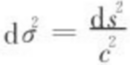 dσ² = ds²/c²